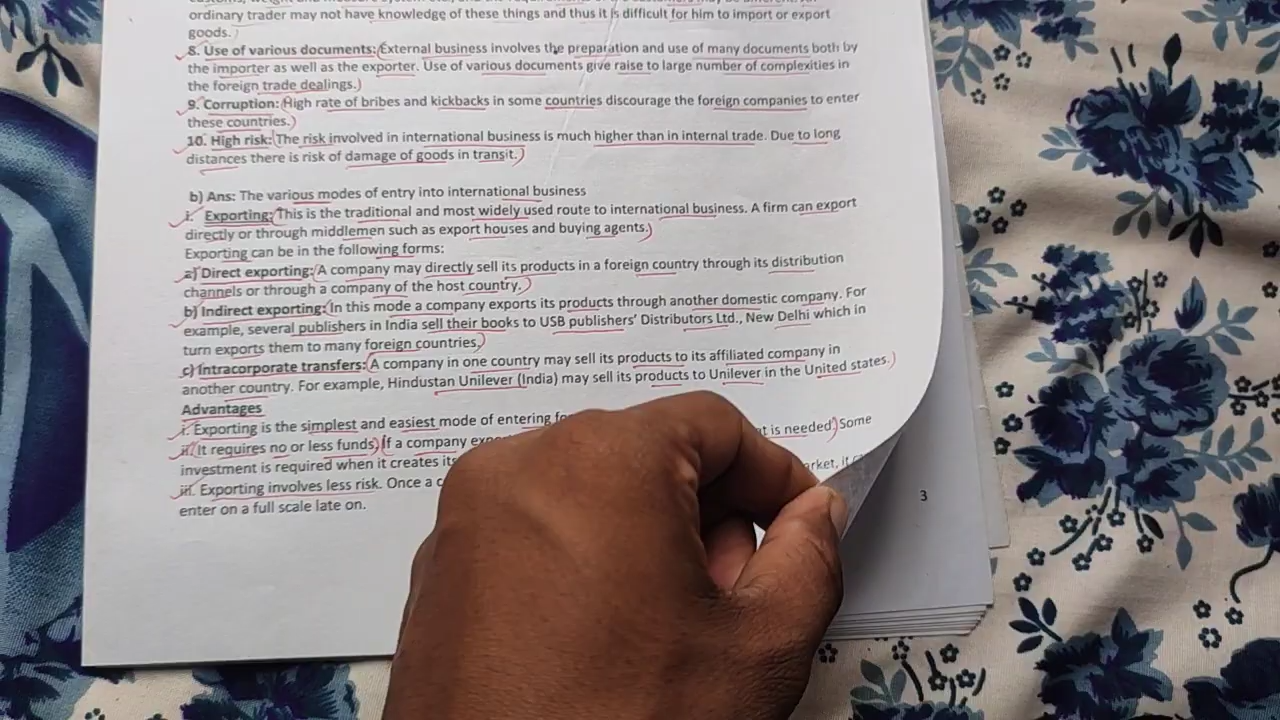 ordinary trader may not have knowledge of these things and thus it is difficult for him to import or export
goods.
8. Use of various documents: External business involves the preparation and use of many documents both by
the importer as well as the exporter. Use of various documents give raise to large number of complexities in
the foreign trade dealings.
9. Corruption: High rate of bribes and kickbacks in some countries discourage the foreign companies to enter
these countries.
10. High risk: The risk involved in international business is much higher than in internal trade. Due to long
distances there is risk of damage of goods in transit.
b) Ans: The various modes of entry into international business
i. Exporting: This is the traditional and most widely used route to international business. A firm can export
directly or through middlemen such as export houses and buying agents.
Exporting can be in the following forms:
a) Direct exporting: A company may directly sell its products in a foreign country through its distribution
channels or through a company of the host country.
b) Indirect exporting: In this mode a company exports its products through another domestic company. For
example, several publishers in India sell their books to USB publishers' Distributors Ltd., New Delhi which in
turn exports them to many foreign countries.
c) Intracorporate transfers: A company in one country may sell its products to its affiliated company in
another country. For example, Hindustan Unilever (India) may sell its products to Unilever in the United states.
Advantages
i. Exporting is the simplest and easiest mode of entering
ii. It requires no or less funds. If a company is needed. Some
investment is required when it creates its
iii. Exporting involves less risk. Once a
enter on a full scale late on.
3